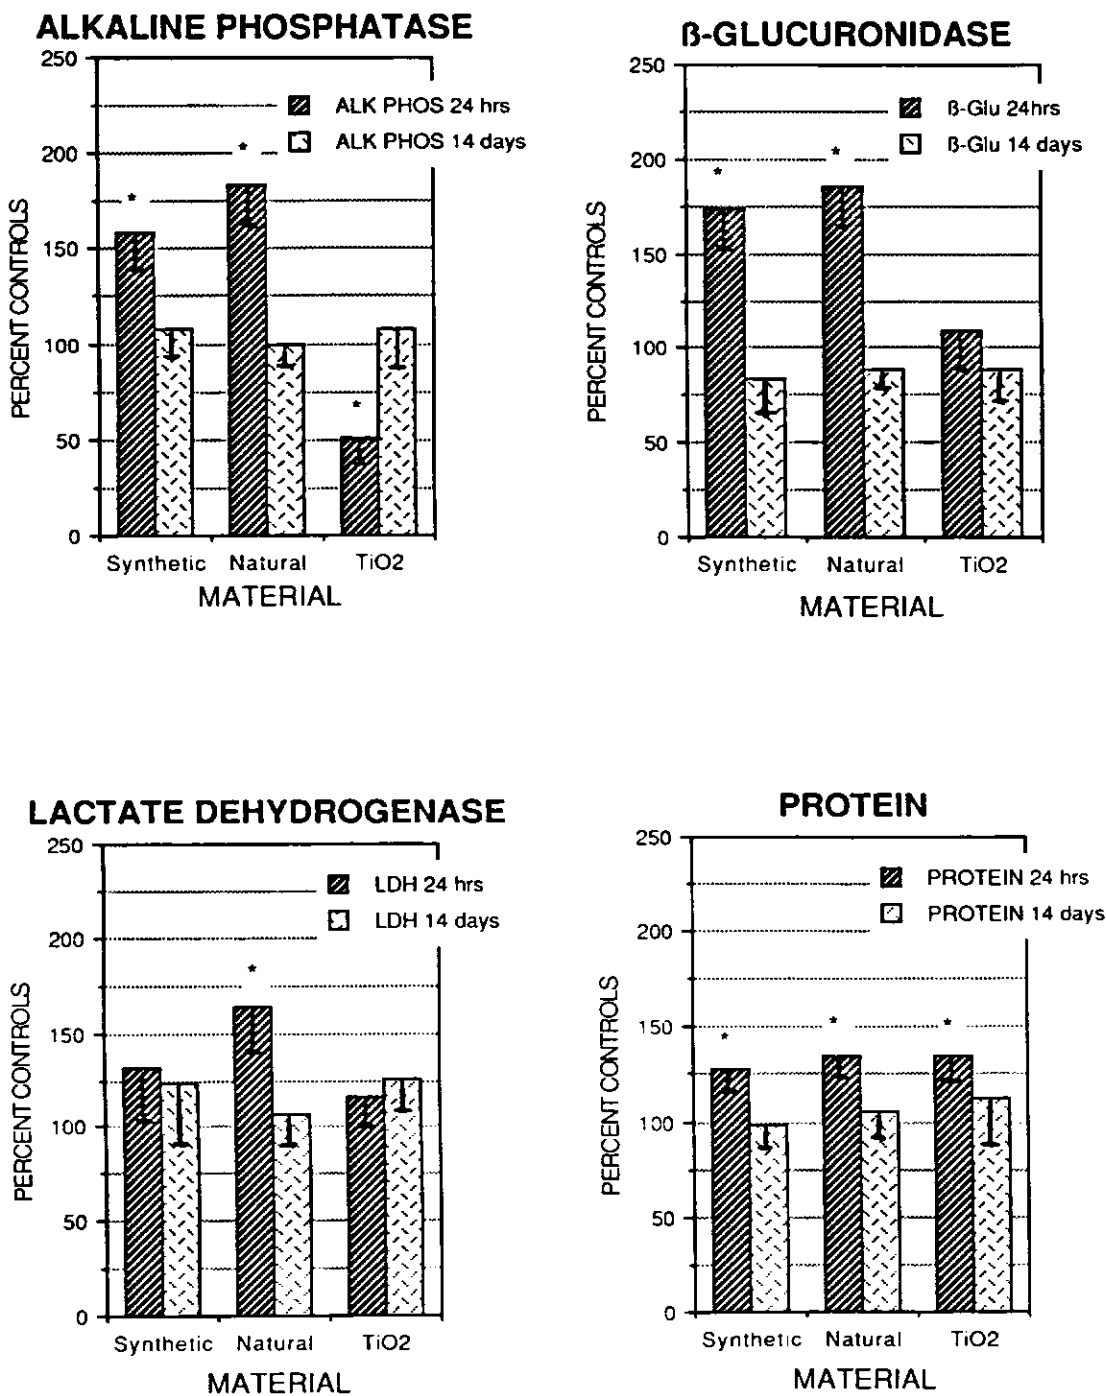 ALKALINE PHOSPHATASE
250
200
150
100
50
0
PERCENT CONTROLS
ALK PHOS 24 hrs
ALK PHOS 14 days
*
*
*
Synthetic Natural TiO2
MATERIAL
ß-GLUCURONIDASE
250
200
150
100
50
0
PERCENT CONTROLS
ß-Glu 24hrs
ß-Glu 14 days
*
*
Synthetic Natural TiO2
MATERIAL
LACTATE DEHYDROGENASE
250
200
150
100
50
0
PERCENT CONTROLS
LDH 24 hrs
LDH 14 days
*
Synthetic Natural TiO2
MATERIAL
PROTEIN
250
200
150
100
50
0
PERCENT CONTROLS
PROTEIN 24 hrs
PROTEIN 14 days
*
*
*
Synthetic Natural TiO2
MATERIAL